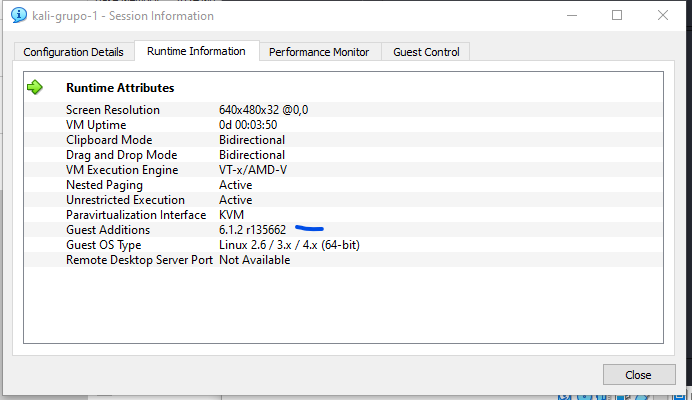 kali-grupo-1 - Session Information
Configuration Details Runtime Information Performance Monitor Guest Control
Runtime Attributes
Screen Resolution 640x480x32 @0,0
VM Uptime 0d 00:03:50
Clipboard Mode Bidirectional
Drag and Drop Mode Bidirectional
VM Execution Engine VT-x/AMD-V
Nested Paging Active
Unrestricted Execution Active
Paravirtualization Interface KVM
Guest Additions 6.1.2 r135662
Guest OS Type Linux 2.6 / 3.x / 4.x (64-bit)
Remote Desktop Server Port Not Available
Close